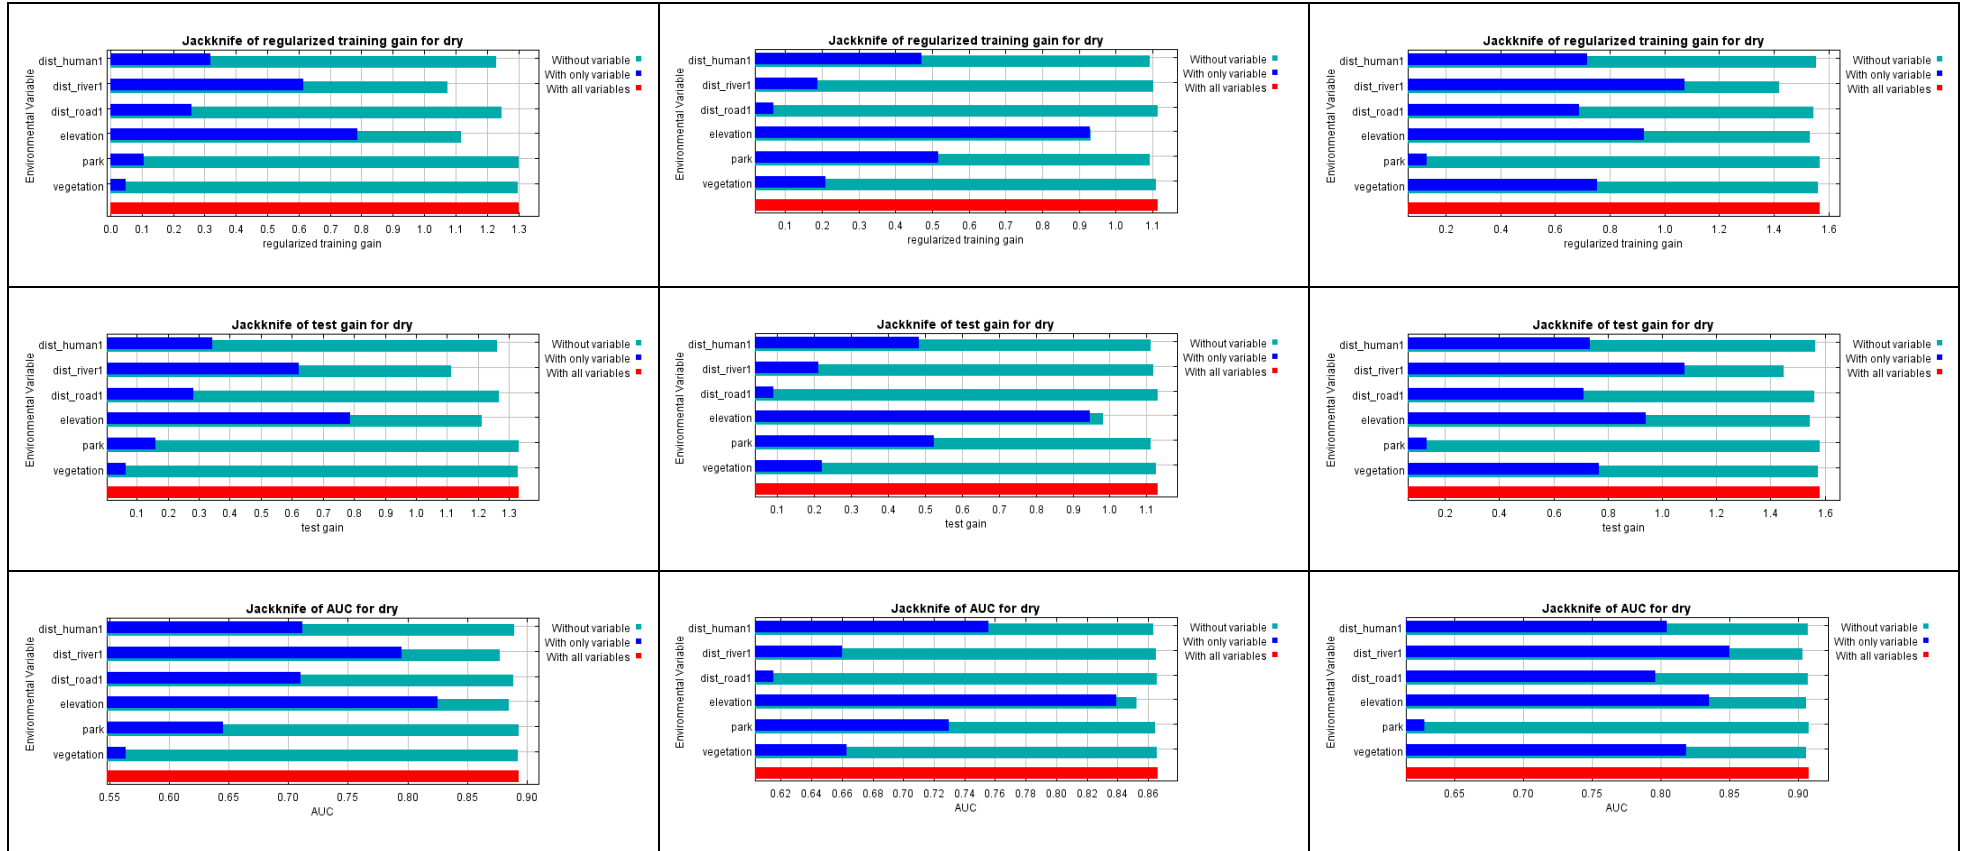 Jackknife of regularized training gain for dry
Environmental Variable
dist_human1
dist_river1
dist_road1
elevation
park
vegetation
Without variable
With only variable
With all variables
0.0 0.1 0.2 0.3 0.4 0.5 0.6 0.7 0.8 0.9 1.0 1.1 1.2 1.3
regularized training gain
Jackknife of regularized training gain for dry
Environmental Variable
dist_human1
dist_river1
dist_road1
elevation
park
vegetation
Without variable
With only variable
With all variables
0.1 0.2 0.3 0.4 0.5 0.6 0.7 0.8 0.9 1.0 1.1
regularized training gain
Jackknife of regularized training gain for dry
Environmental Variable
dist_human1
dist_river1
dist_road1
elevation
park
vegetation
Without variable
With only variable
With all variables
0.2 0.4 0.6 0.8 1.0 1.2 1.4 1.6
regularized training gain
Jackknife of test gain for dry
Environmental Variable
dist_human1
dist_river1
dist_road1
elevation
park
vegetation
Without variable
With only variable
With all variables
0.1 0.2 0.3 0.4 0.5 0.6 0.7 0.8 0.9 1.0 1.1 1.2 1.3
test gain
Jackknife of test gain for dry
Environmental Variable
dist_human1
dist_river1
dist_road1
elevation
park
vegetation
Without variable
With only variable
With all variables
0.1 0.2 0.3 0.4 0.5 0.6 0.7 0.8 0.9 1.0 1.1
test gain
Jackknife of test gain for dry
Environmental Variable
dist_human1
dist_river1
dist_road1
elevation
park
vegetation
Without variable
With only variable
With all variables
0.2 0.4 0.6 0.8 1.0 1.2 1.4 1.6
test gain
Jackknife of AUC for dry
Environmental Variable
dist_human1
dist_river1
dist_road1
elevation
park
vegetation
Without variable
With only variable
With all variables
0.55 0.60 0.65 0.70 0.75 0.80 0.85 0.90
AUC
Jackknife of AUC for dry
Environmental Variable
dist_human1
dist_river1
dist_road1
elevation
park
vegetation
Without variable
With only variable
With all variables
0.62 0.64 0.66 0.68 0.70 0.72 0.74 0.76 0.78 0.80 0.82 0.84 0.86
AUC
Jackknife of AUC for dry
Environmental Variable
dist_human1
dist_river1
dist_road1
elevation
park
vegetation
Without variable
With only variable
With all variables
0.65 0.70 0.75 0.80 0.85 0.90
AUC